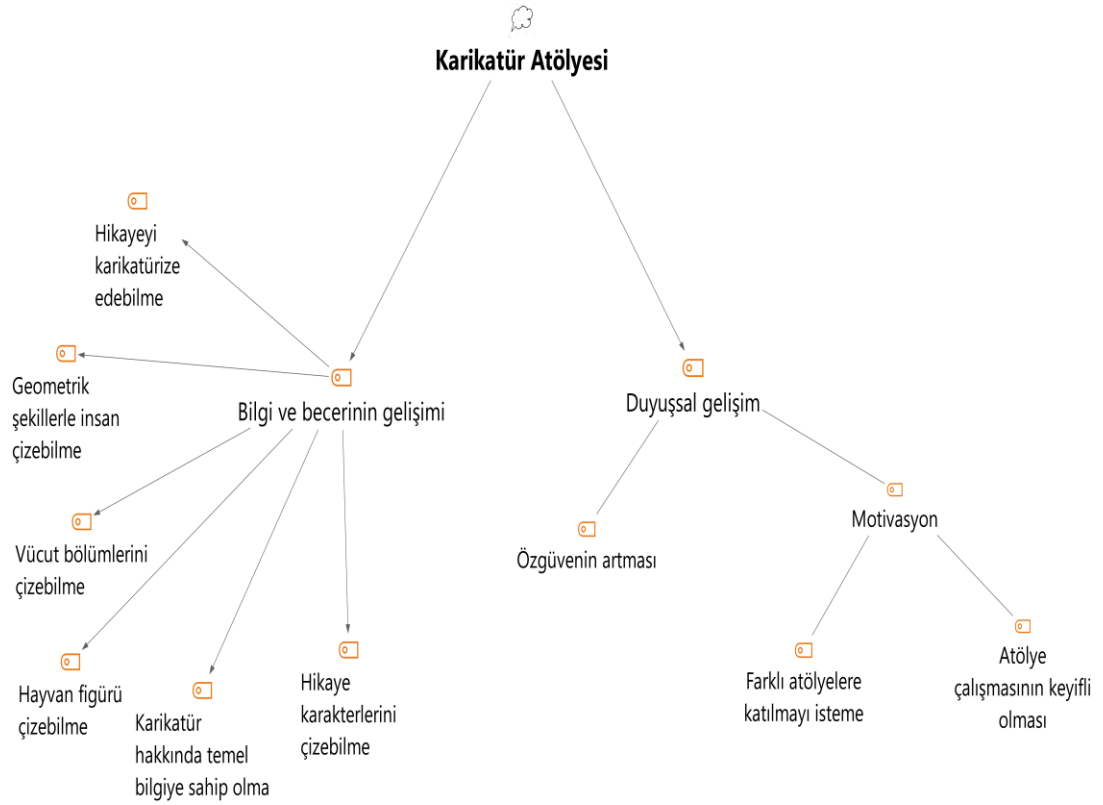 Karikatür Atölyesi
Hikayeyi
karikatürize
edebilme
Geometrik
şekillerle insan
çizebilme
Bilgi ve becerinin gelişimi
Duyuşsal gelişim
Vücut bölümlerini
çizebilme
Özgüvenin artması
Motivasyon
Hayvan figürü
çizebilme
Karikatür
hakkında temel
bilgiye sahip olma
Hikaye
karakterlerini
çizebilme
Farklı atölyelere
katılmayı isteme
Atölye
çalışmasının keyifli
olması